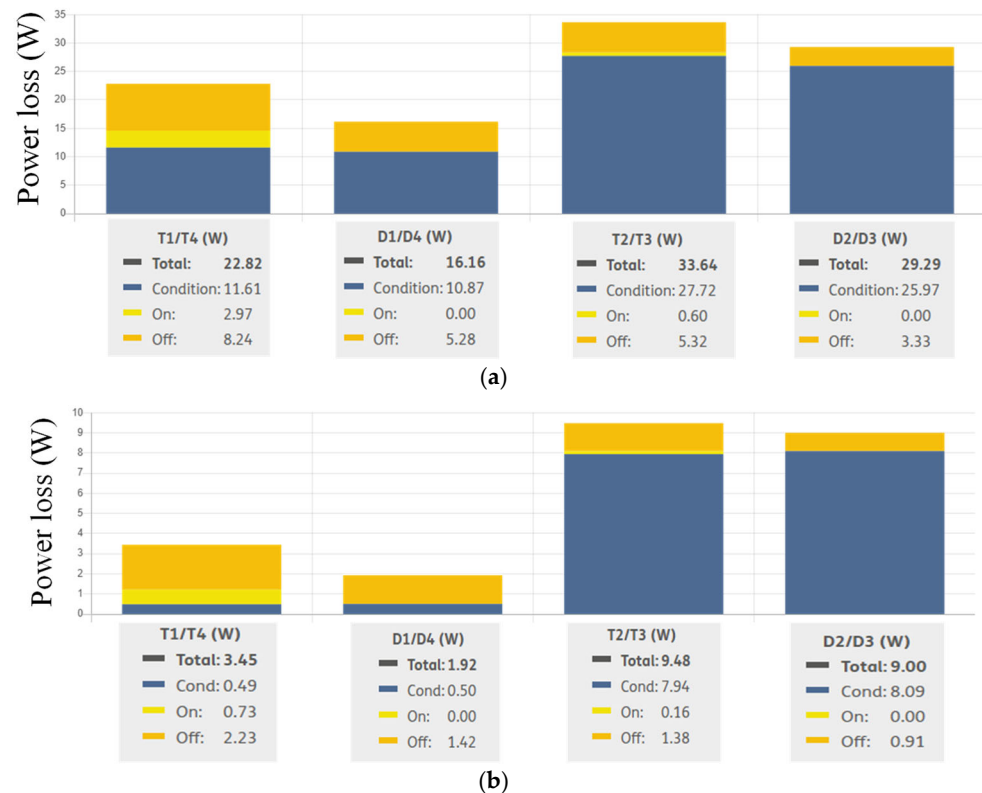 (a)
Power loss (W)
35
30
25
20
15
10
5
0
T1/T4 (W)
Total: 22.82
Condition: 11.61
On: 2.97
Off: 8.24
D1/D4 (W)
Total: 16.16
Condition: 10.87
On: 0.00
Off: 5.28
T2/T3 (W)
Total: 33.64
Condition: 27.72
On: 0.60
Off: 5.32
D2/D3 (W)
Total: 29.29
Condition: 25.97
On: 0.00
Off: 3.33
(b)
Power loss (W)
10
9
8
7
6
5
4
3
2
1
0
T1/T4 (W)
Total: 3.45
Cond: 0.49
On: 0.73
Off: 2.23
D1/D4 (W)
Total: 1.92
Cond: 0.50
On: 0.00
Off: 1.42
T2/T3 (W)
Total: 9.48
Cond: 7.94
On: 0.16
Off: 1.38
D2/D3 (W)
Total: 9.00
Cond: 8.09
On: 0.00
Off: 0.91